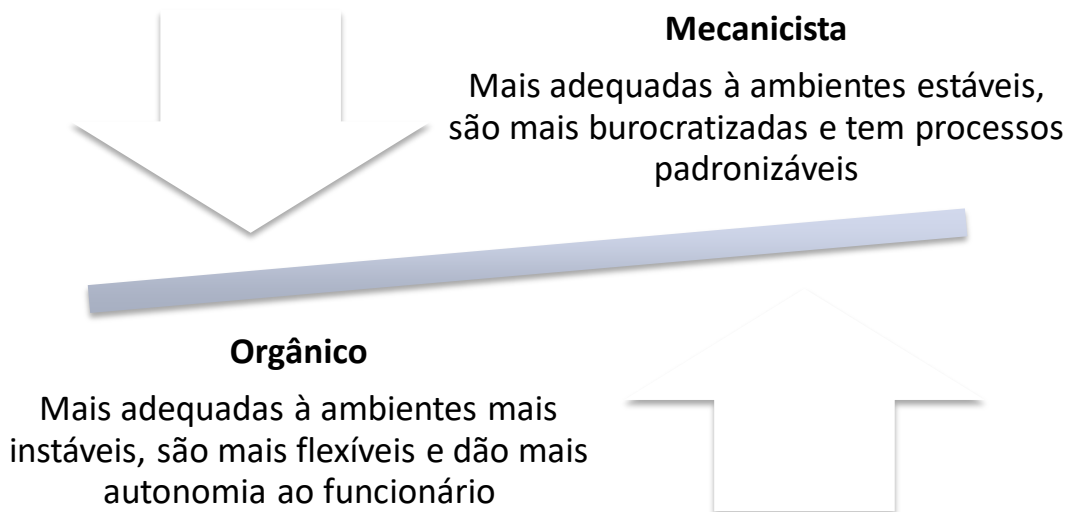 Mecanicista
Mais adequadas à ambientes estáveis,
são mais burocratizadas e tem processos
padronizáveis
Orgânico
Mais adequadas à ambientes mais
instáveis, são mais flexíveis e dão mais
autonomia ao funcionário